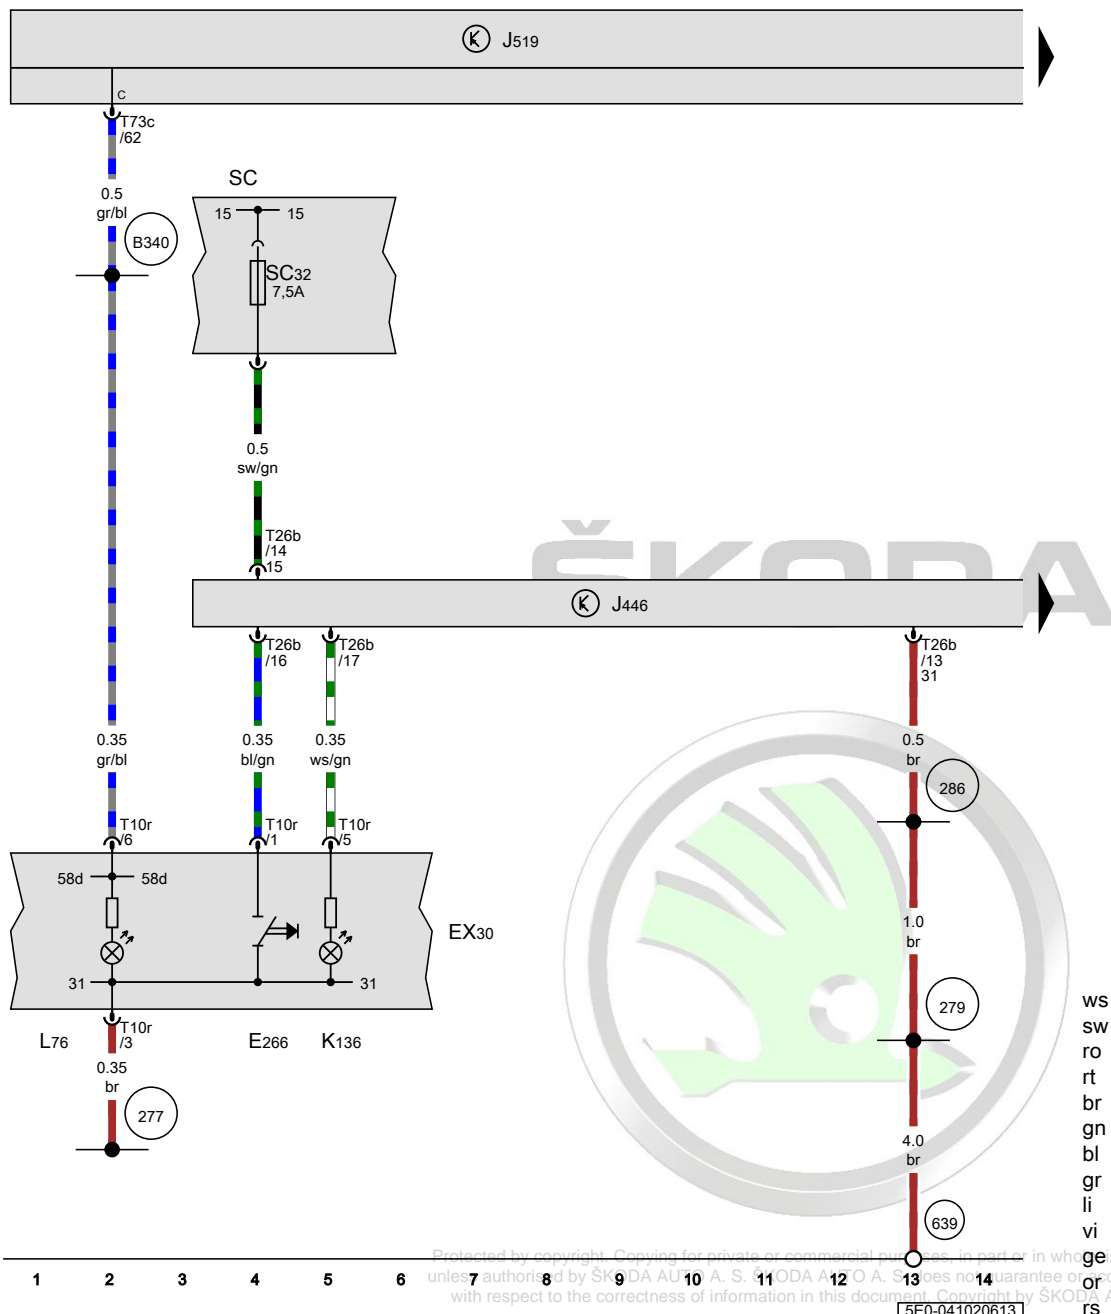 J519
C
T73c
/62
0.5
gr/bl
B340
SC
15 15
SC32
7,5A
0.5
sw/gn
T26b
/14
15
ŠKODA
J446
T26b
/16
T26b
/17
T26b
/13
31
0.35
gr/bl
0.35
bl/gn
0.35
ws/gn
0.5
br
286
T10r
/6
T10r
/1
T10r
/5
58d 58d
1.0
br
EX30
31 31
279
T10r
/3
L76
E266
K136
0.35
br
277
4.0
br
639
ws
sw
ro
rt
br
gn
bl
gr
li
vi
ge
or
rs
Protected by copyright. Copying for private or commercial purposes, in part or in whole, is
unless authorised by ŠKODA AUTO A. S. ŠKODA AUTO A. S. does not guarantee or
with respect to the correctness of information in this document. Copyright by ŠKODA A
1 2 3 4 5 6 7 8 9 10 11 12 13 14
5E0-041020613